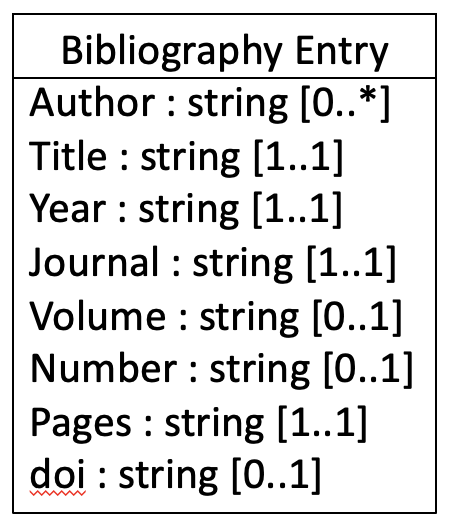 Bibliography Entry
Author : string [0..*]
Title : string [1..1]
Year : string [1..1]
Journal : string [1..1]
Volume : string [0..1]
Number : string [0..1]
Pages : string [1..1]
doi : string [0..1]